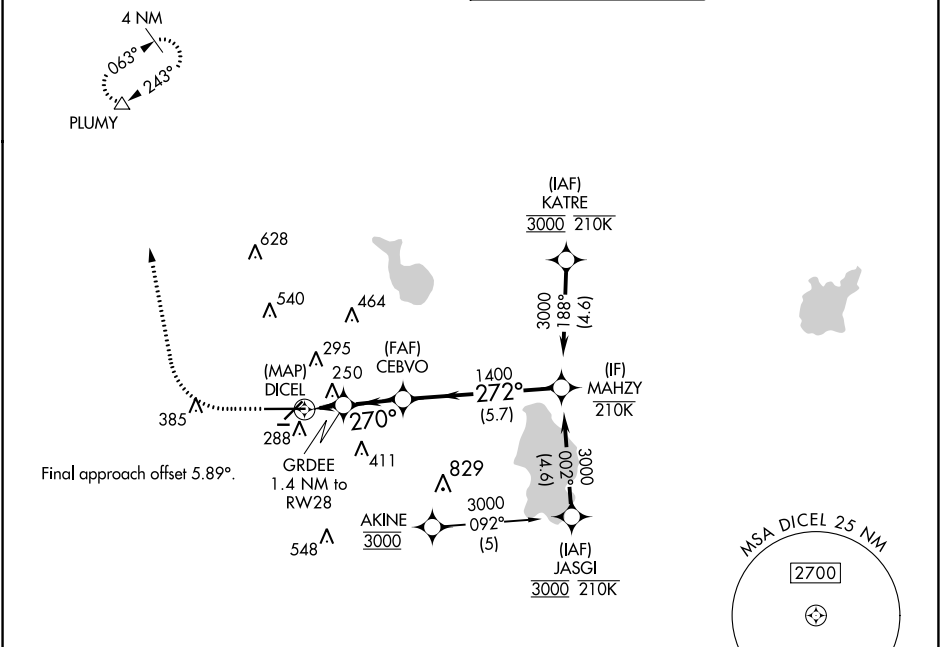 4 NM
063°
243°
PLUMY
(IAF)
KATRE
3000 210K
628
540
464
3000
188°
(4.6)
295
(FAF)
CEBVO
(MAP)
DICEL
250
1400
272°
(5.7)
(IF)
MAHZY
210K
385
288
270°
411
GRDEE
1.4 NM to
RW28
Final approach offset 5.89°.
829
3000
002°
(4.6)
AKINE
3000
3000
092°
(5)
548
(IAF)
JASGI
3000 210K
MSA DICEL 25 NM
2700